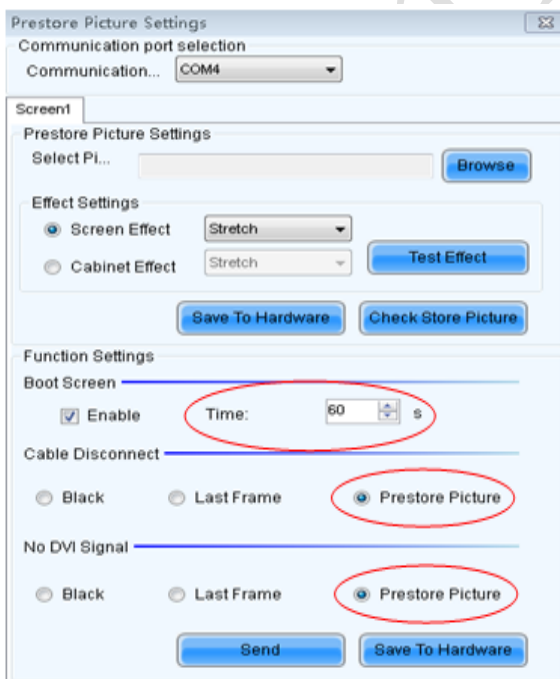 Prestore Picture Settings
Communication port selection
Communication... COM4
Screen1
Prestore Picture Settings
Select Pi... Browse
Effect Settings
Screen Effect Stretch
Cabinet Effect Stretch Test Effect
Save To Hardware Check Store Picture
Function Settings
Boot Screen
Enable Time: 60 s
Cable Disconnect
Black Last Frame Prestore Picture
No DVI Signal
Black Last Frame Prestore Picture
Send Save To Hardware